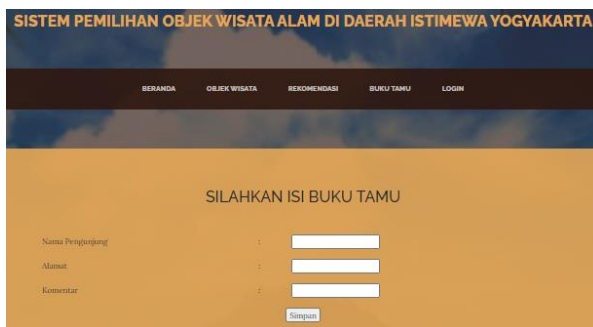 SISTEM PEMILIHAN OBJEK WISATA ALAM DI DAERAH ISTIMEWA YOGYAKARTA
BERANDA OBJEK WISATA REKOMENDASI BUKU TAMU LOGIN
SILAHKAN ISI BUKU TAMU
Nama Pengunjung :
Alamat :
Komentar :
Simpan